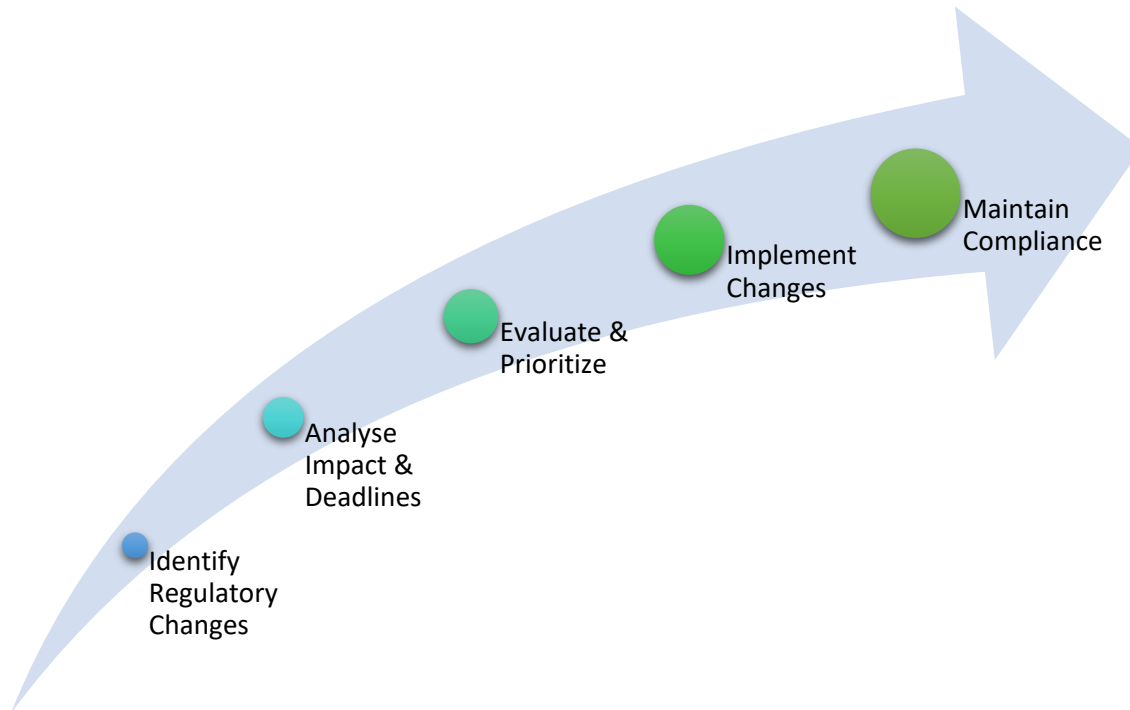 Identify
Regulatory
Changes
Analyse
Impact &
Deadlines
Evaluate &
Prioritize
Implement
Changes
Maintain
Compliance